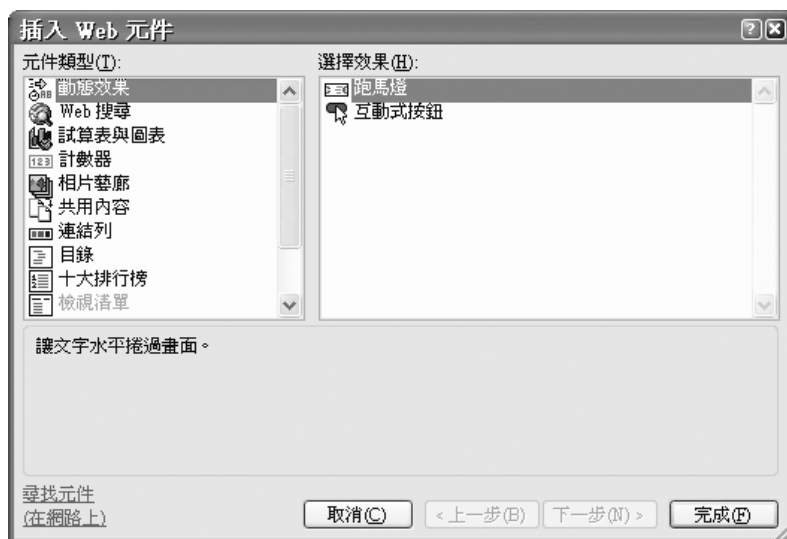 插入 Web 元件
元件類型(T):
動態效果
Web 搜尋
試算表與圖表
計數器
相片藝廊
共用內容
連結列
目錄
十大排行榜
檢視清單
選擇效果(H):
跑馬燈
互動式按鈕
讓文字水平捲過畫面。
尋找元件
(在網路上)
取消(C)
<上一步(B)
下一步(N)>
完成(F)